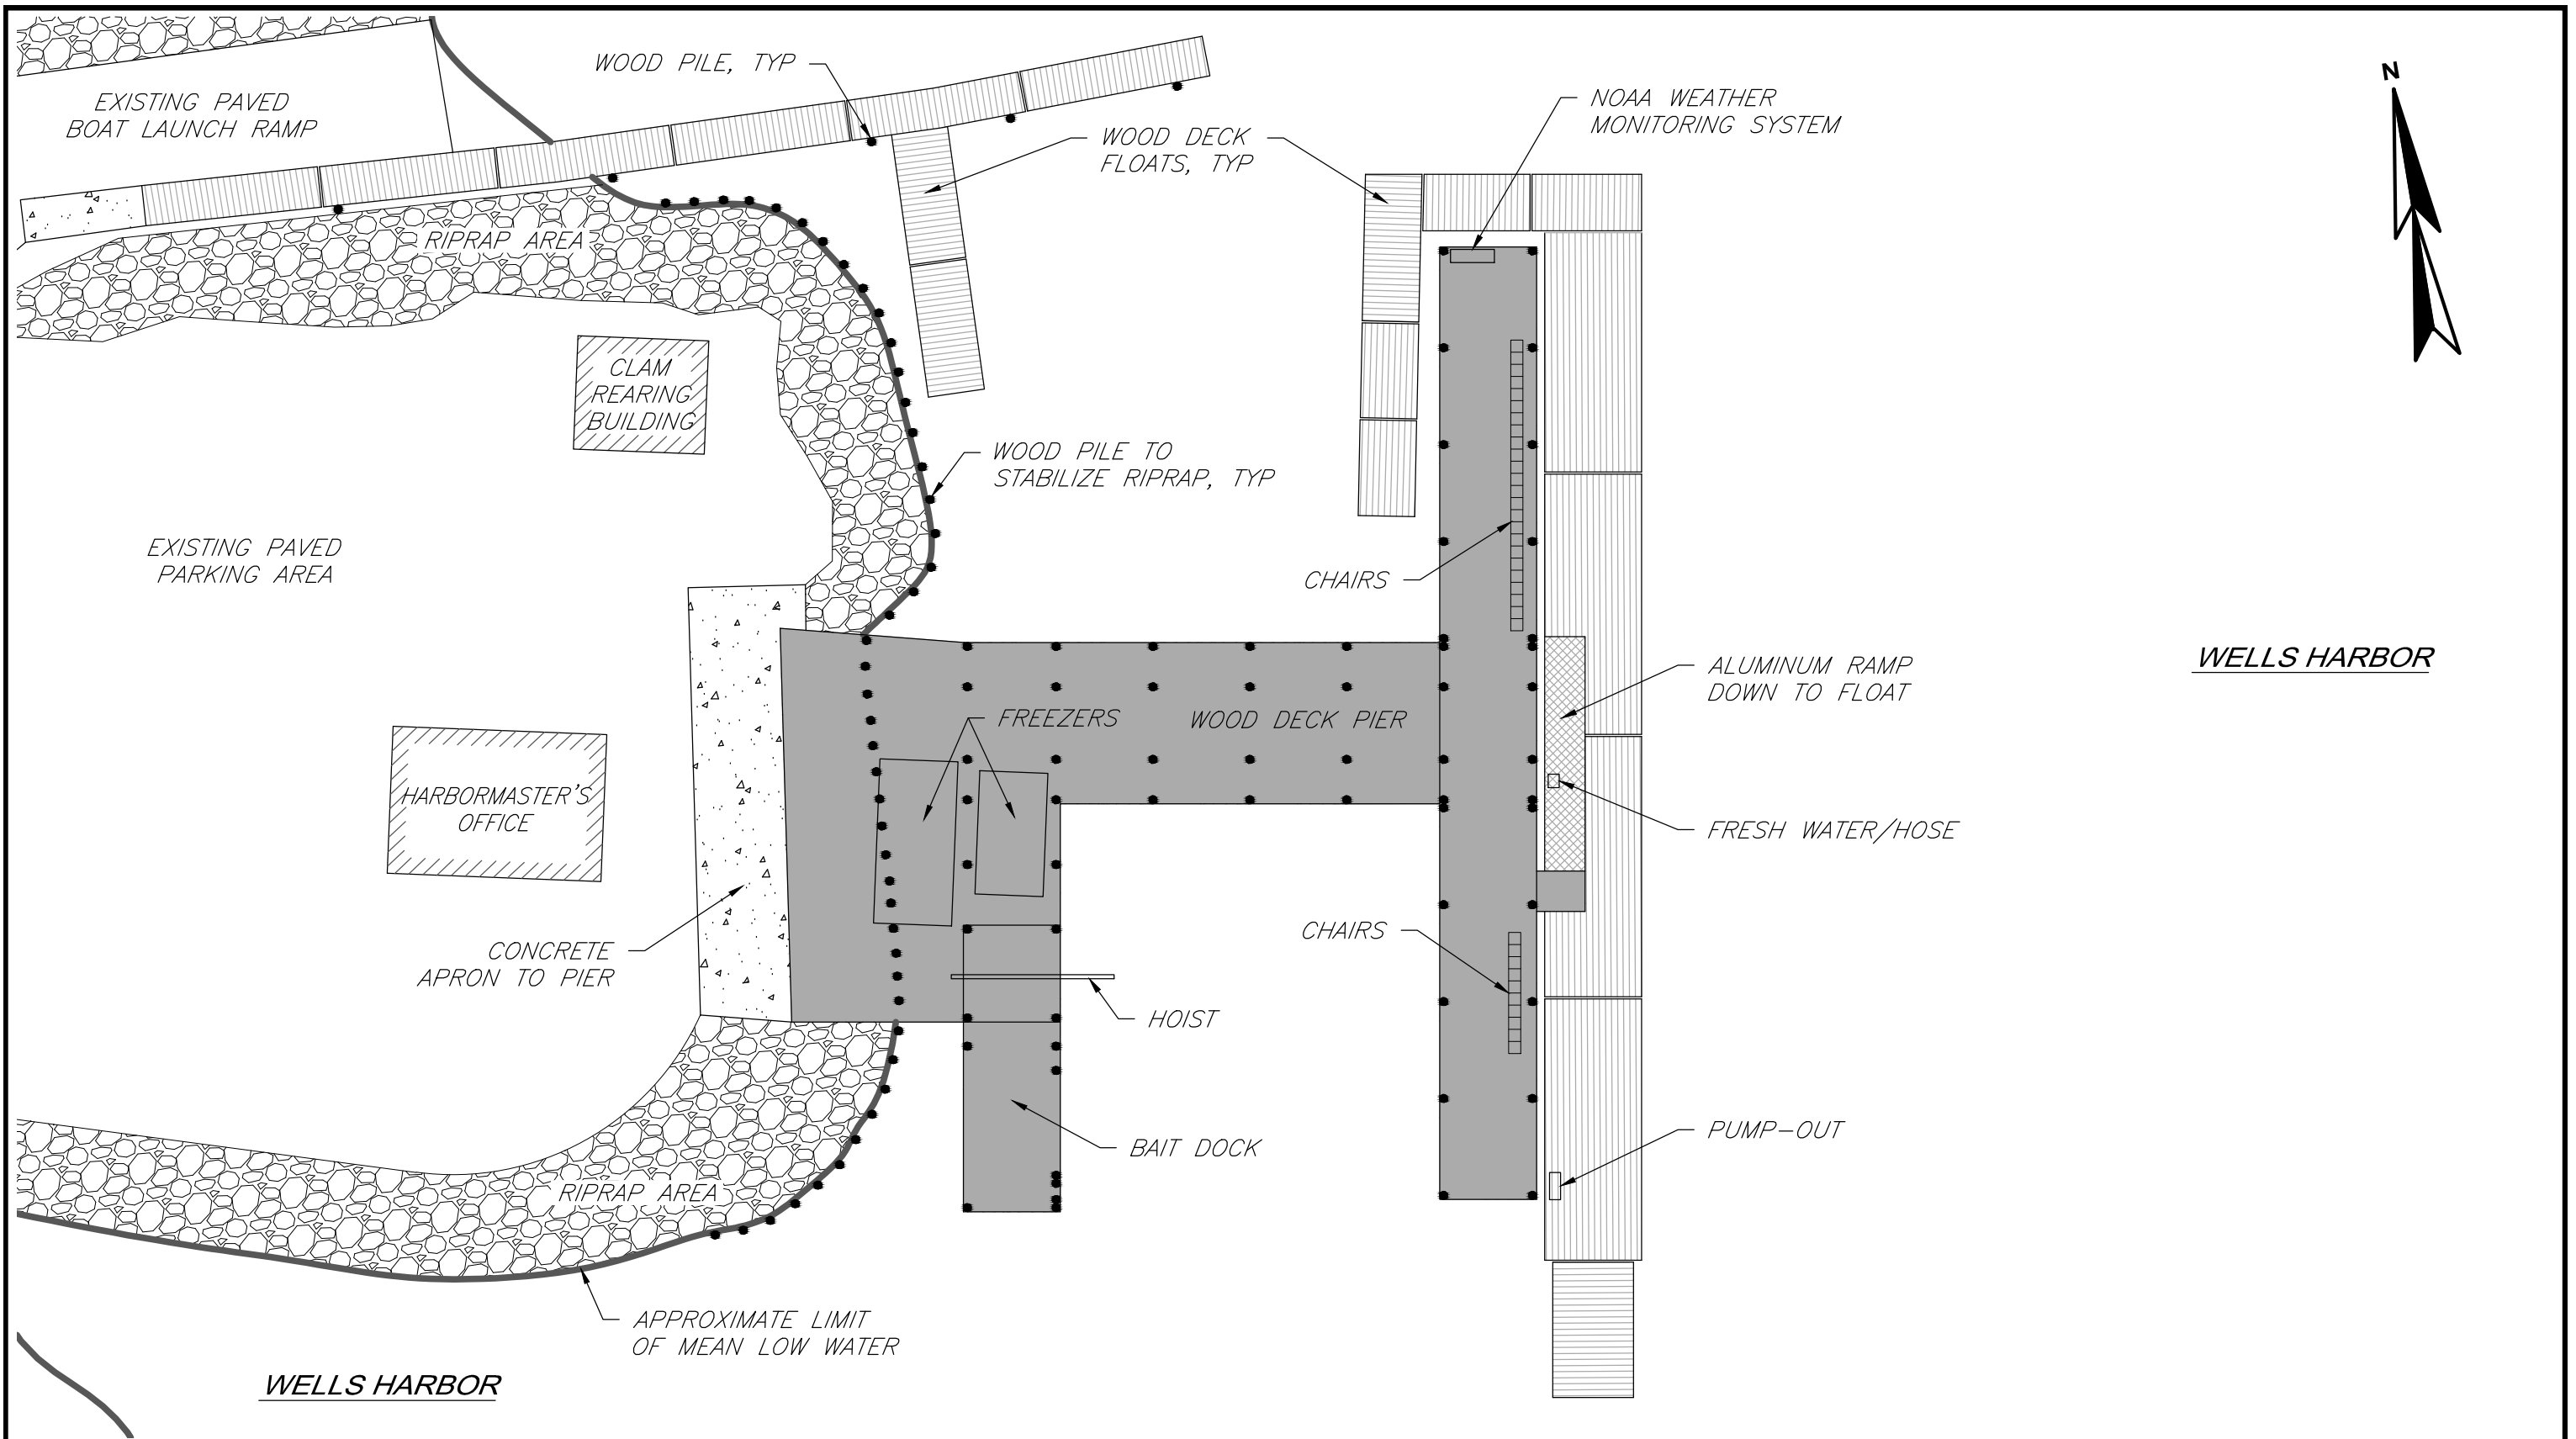 N
WOOD PILE, TYP
EXISTING PAVED
BOAT LAUNCH RAMP
NOAA WEATHER
MONITORING SYSTEM
WOOD DECK
FLOATS, TYP
RIPRAP AREA
CLAM
REARING
BUILDING
WOOD PILE TO
STABILIZE RIPRAP, TYP
EXISTING PAVED
PARKING AREA
CHAIRS
WELLS HARBOR
ALUMINUM RAMP
DOWN TO FLOAT
FREEZERS
WOOD DECK PIER
HARBORMASTER'S
OFFICE
FRESH WATER/HOSE
CONCRETE
APRON TO PIER
CHAIRS
HOIST
BAIT DOCK
PUMP-OUT
RIPRAP AREA
APPROXIMATE LIMIT
OF MEAN LOW WATER
WELLS HARBOR